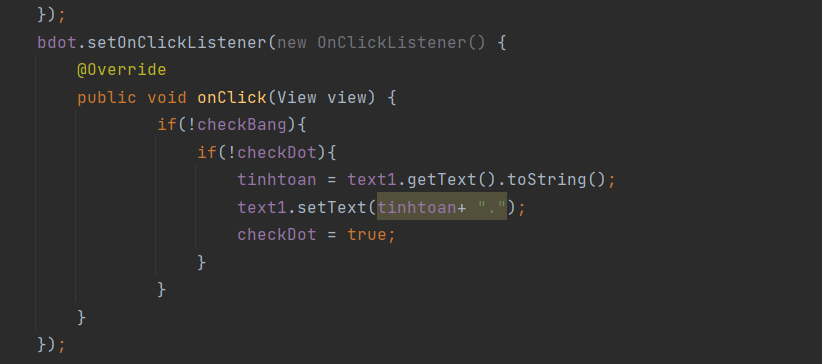 });
bdot.setOnClickListener(new OnClickListener() {
@Override
public void onClick(View view) {
if(!checkBang){
if(!checkDot){
tinhtoan = text1.getText().toString();
text1.setText(tinhtoan+ ".");
checkDot = true;
}
}
}
});